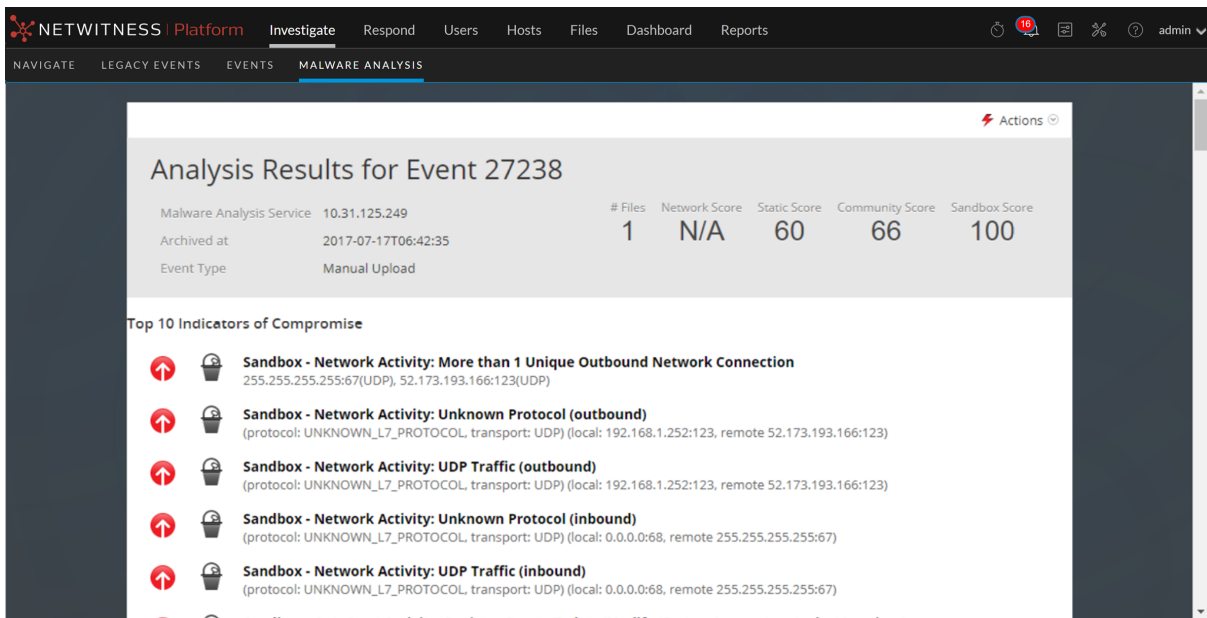 NETWITNESS Platform Investigate Respond Users Hosts Files Dashboard Reports 16 admin
NAVIGATE LEGACY EVENTS EVENTS MALWARE ANALYSIS
Actions
Analysis Results for Event 27238
Malware Analysis Service 10.31.125.249
Archived at 2017-07-17T06:42:35
Event Type Manual Upload
# Files Network Score Static Score Community Score Sandbox Score
1 N/A 60 66 100
Top 10 Indicators of Compromise
Sandbox - Network Activity: More than 1 Unique Outbound Network Connection
255.255.255.255:67(UDP), 52.173.193.166:123(UDP)
Sandbox - Network Activity: Unknown Protocol (outbound)
(protocol: UNKNOWN_L7_PROTOCOL, transport: UDP) (local: 192.168.1.252:123, remote 52.173.193.166:123)
Sandbox - Network Activity: UDP Traffic (outbound)
(protocol: UNKNOWN_L7_PROTOCOL, transport: UDP) (local: 192.168.1.252:123, remote 52.173.193.166:123)
Sandbox - Network Activity: Unknown Protocol (inbound)
(protocol: UNKNOWN_L7_PROTOCOL, transport: UDP) (local: 0.0.0.0:68, remote 255.255.255.255:67)
Sandbox - Network Activity: UDP Traffic (inbound)
(protocol: UNKNOWN_L7_PROTOCOL, transport: UDP) (local: 0.0.0.0:68, remote 255.255.255.255:67)